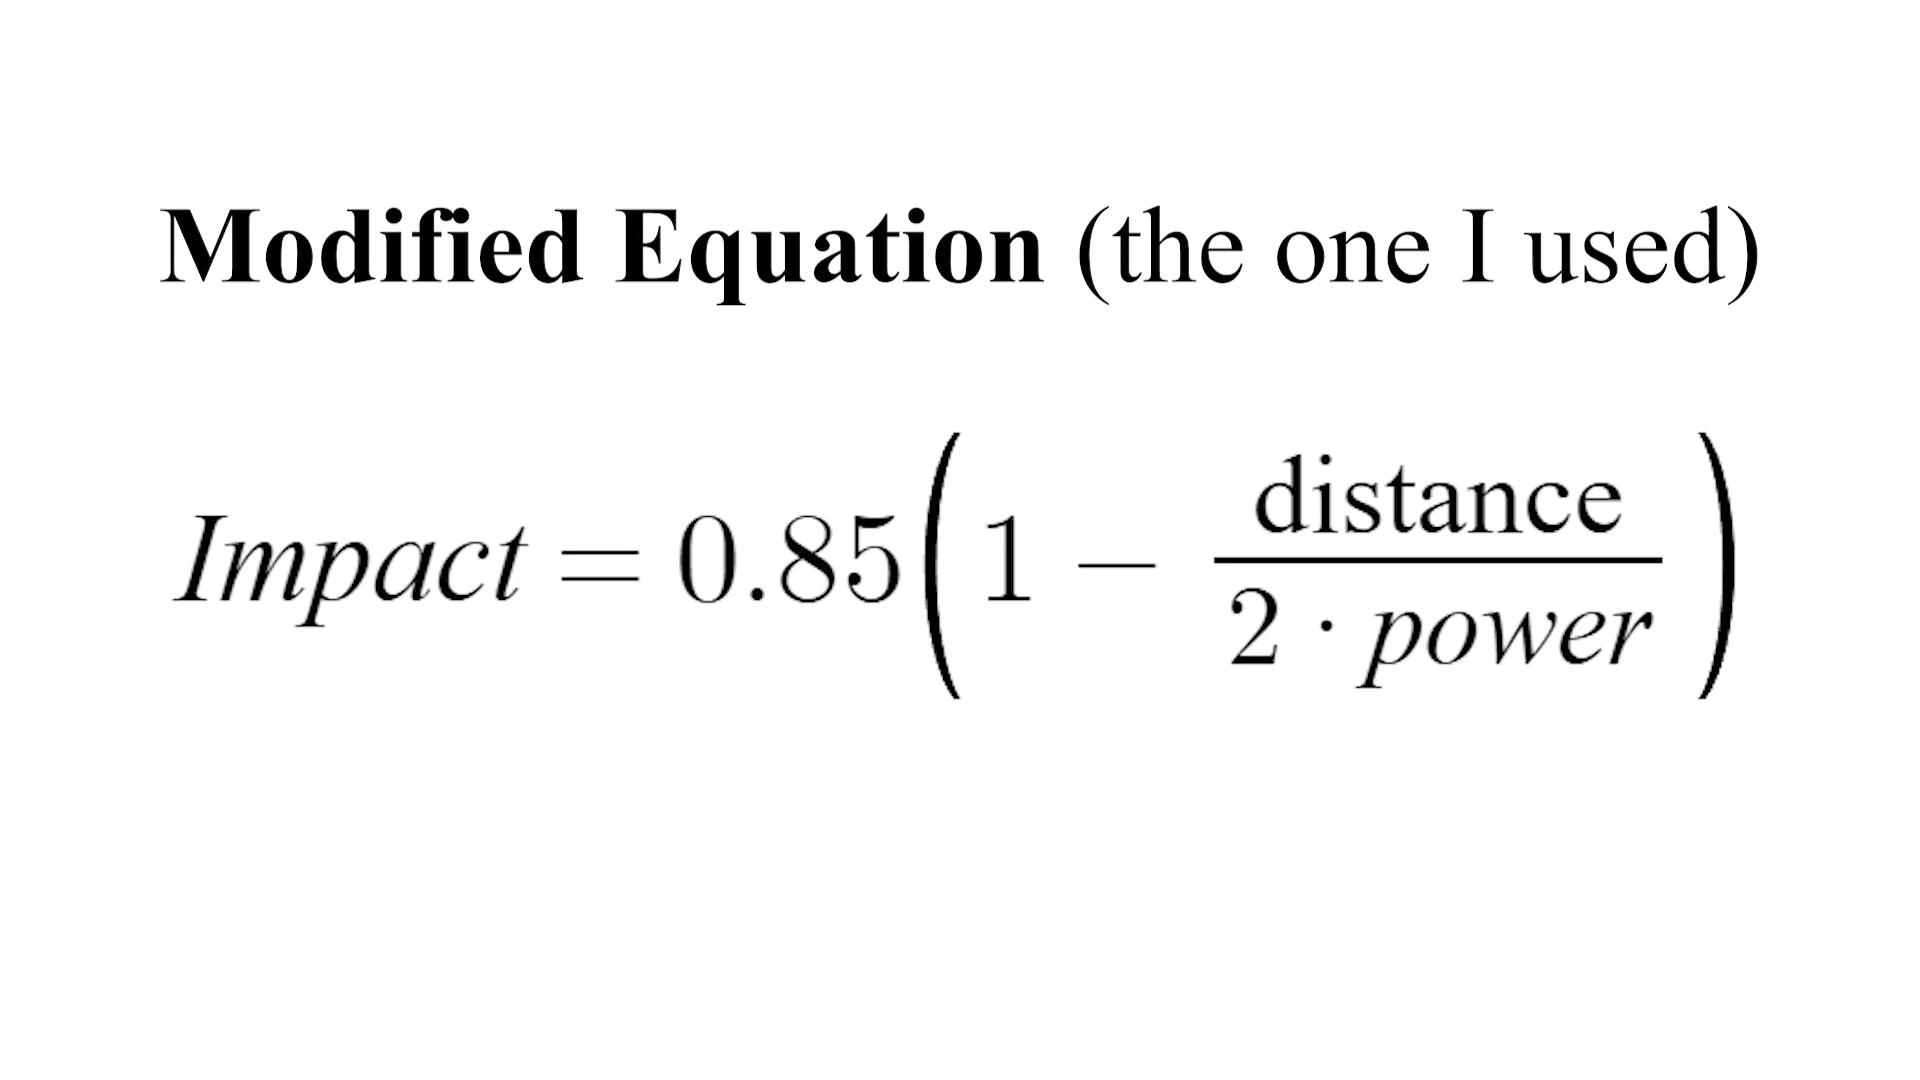 Modified Equation (the one I used)
Impact = 0.85(1 − distance / 2 · power)